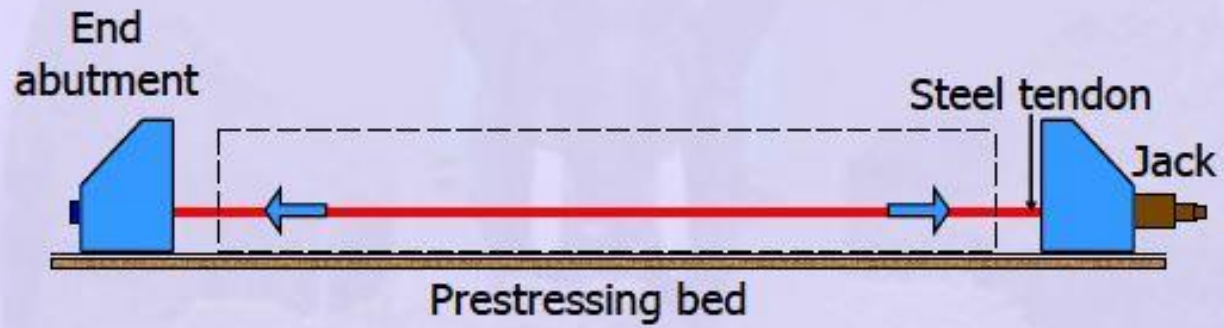 End
abutment
Steel tendon
Jack
Prestressing bed